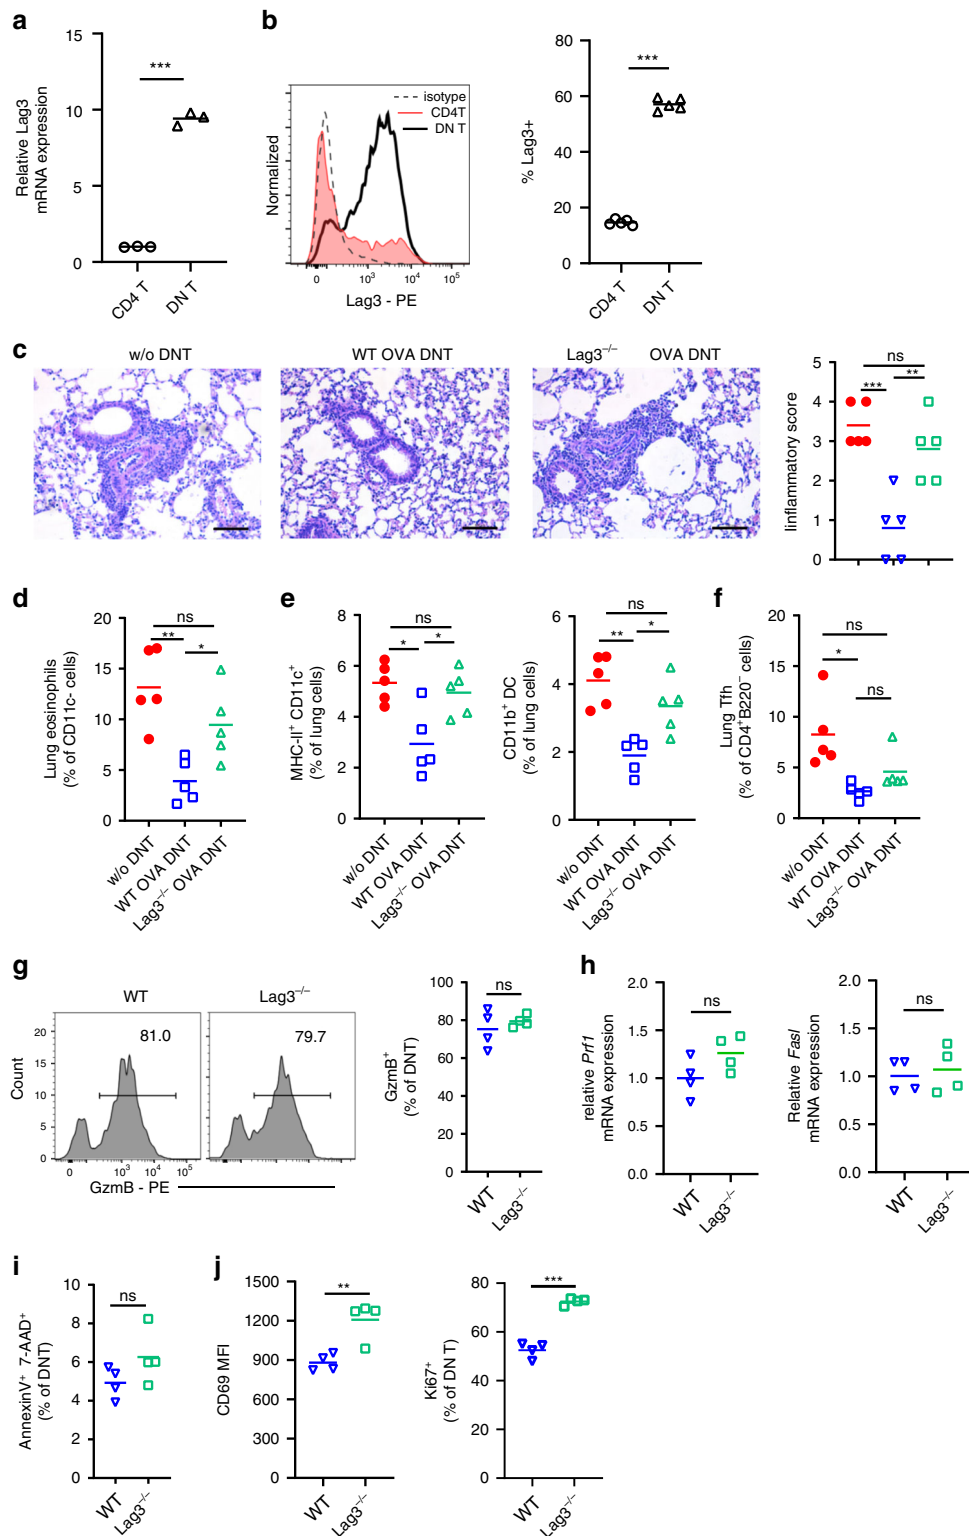 a
Relative Lag3
mRNA expression
15
10
5
0
***
CD4 T
DN T
b
Normalized
isotype
CD4T
DN T
0
10³
10⁴
10⁵
Lag3 - PE
% Lag3+
80
60
40
20
0
***
CD4 T
DN T
c
w/o DNT
WT OVA DNT
Lag3⁻/⁻ OVA DNT
Iinflammatory score
5
4
3
2
1
0
ns
***
**
d
Lung eosinophils
(% of CD11c- cells)
20
15
10
5
0
ns
**
*
w/o DNT
WT OVA DNT
Lag3⁻/⁻ OVA DNT
e
MHC-II⁺ CD11c⁺
(% of lung cells)
8
6
4
2
0
ns
*
*
w/o DNT
WT OVA DNT
Lag3⁻/⁻ OVA DNT
CD11b⁺ DC
(% of lung cells)
6
4
2
0
ns
**
*
w/o DNT
WT OVA DNT
Lag3⁻/⁻ OVA DNT
f
Lung Tfh
(% of CD4⁺B220⁻ cells)
20
15
10
5
0
ns
*
ns
w/o DNT
WT OVA DNT
Lag3⁻/⁻ OVA DNT
g
WT
Lag3⁻/⁻
Count
20
15
10
5
0
81.0
79.7
0
10³
10⁴
10⁵
GzmB - PE
GzmB⁺
(% of DNT)
100
80
60
40
20
0
ns
WT
Lag3⁻/⁻
h
relative Prf1
mRNA expression
2.0
1.5
1.0
0.5
0.0
ns
WT
Lag3⁻/⁻
Relative Fasl
mRNA expression
2.0
1.5
1.0
0.5
0.0
ns
WT
Lag3⁻/⁻
i
AnnexinV⁺ 7-AAD⁺
(% of DNT)
10
8
6
4
2
0
ns
WT
Lag3⁻/⁻
j
CD69 MFI
1500
1200
900
600
300
0
**
WT
Lag3⁻/⁻
Ki67⁺
(% of DN T)
80
60
40
20
0
***
WT
Lag3⁻/⁻